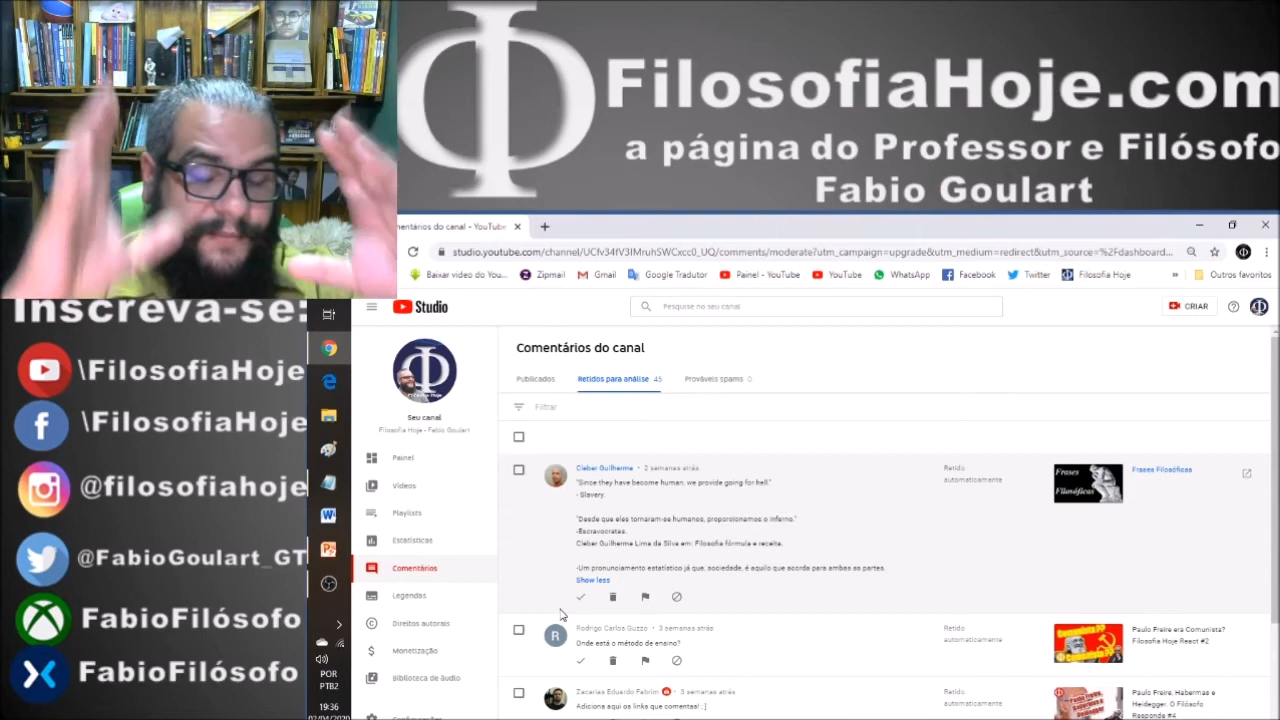 FilosofiaHoje.com
a página do Professor e Filósofo
Fabio Goulart
nscreva-se:
\FilosofiaHoje
\FilosofiaHoje
@filosofiahoje
@FabioGoulart_GT
FabioFilósofo
FabioFilósofo
POR
PTB2
19:36
02/04/2020
mentários do canal - YouTube
studio.youtube.com/channel/UCfv34fV3IMruhSWCxcc0_UQ/comments/moderate?utm_campaign=upgrade&utm_medium=redirect&utm_source=%2Fdashboard...
Baixar video do You...
Zipmail
Gmail
Google Tradutor
Painel - YouTube
YouTube
WhatsApp
Facebook
Twitter
Filosofia Hoje
»
Outros favoritos
Studio
Pesquise no seu canal
CRIAR
Seu canal
Filosofia Hoje - Fabio Goulart
Painel
Vídeos
Playlists
Estatísticas
Comentários
Legendas
Direitos autorais
Monetização
Biblioteca de áudio
Comentários do canal
Publicados
Retidos para análise 45
Prováveis spams 0
Filtrar
Cleber Guilherme • 2 semanas atrás
"Since they have become human, we provide going for hell."
- Slavery.
"Desde que eles tornaram-se humanos, proporcionamos o inferno."
-Escravocratas.
Cleber Guilherme Lima da Silva em: Filosofia fórmula e receita.
-Um pronunciamento estatístico já que, sociedade, é aquilo que acorda para ambas as partes.
Show less
Retido
automaticamente
Frases
Filosóficas
Frases Filosóficas
R
Rodrigo Carlos Guzzo • 3 semanas atrás
Onde está o método de ensino?
Retido
automaticamente
Paulo Freire era Comunista?
Filosofia Hoje React #2
Zacarias Eduardo Fabrim • 3 semanas atrás
Adiciona aqui os links que comentas! :]
Retido
automaticamente
Paulo Freire, Habermas e
Heidegger. O Filósofo
Responde #4